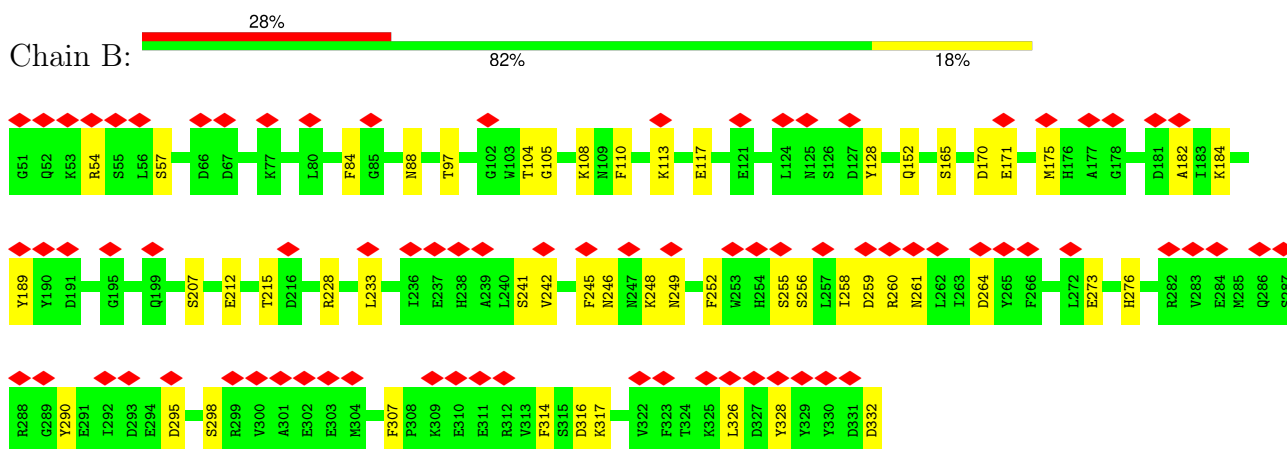 28%
Chain B:
82%
18%
G51 Q52 K53 R54 S55 L56 S57 D66 D67 K77 L80 F84 G85 N88 T97 G102 W103 T104 G105 K108 N109 F110 K113 E117 E121 L124 N125 S126 D127 Y128 Q152 S165 D170 E171 M175 H176 A177 G178 D181 A182 I183 K184
Y189 Y190 D191 G195 Q199 S207 E212 T215 D216 R228 L233 I236 E237 H238 A239 L240 S241 V242 F245 N246 N247 K248 N249 F252 W253 H254 S255 S256 L257 I258 D259 R260 N261 L262 I263 D264 Y265 F266 L272 E273 H276 R282 V283 E284 M285 Q286
R288 G289 Y290 E291 I292 D293 E294 D295 S298 R299 V300 A301 E302 E303 M304 F307 P308 K309 E310 E311 R312 V313 F314 S315 D316 K317 V322 F323 T324 K325 L326 D327 Y328 Y329 Y330 D331 D332